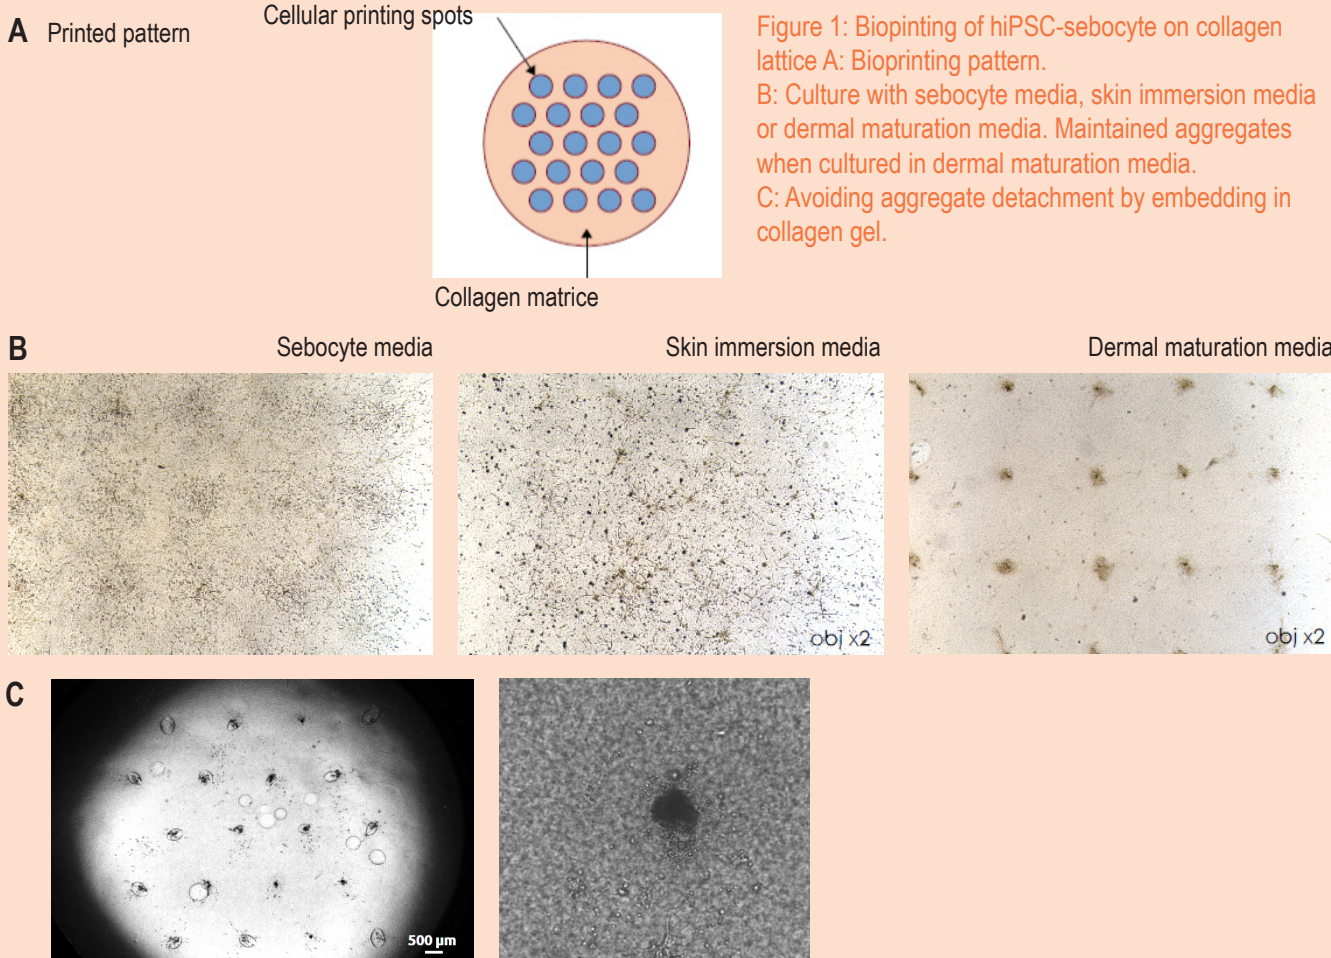 A Printed pattern
Cellular printing spots
Collagen matrice
Figure 1: Biopinting of hiPSC-sebocyte on collagen
lattice A: Bioprinting pattern.
B: Culture with sebocyte media, skin immersion media
or dermal maturation media. Maintained aggregates
when cultured in dermal maturation media.
C: Avoiding aggregate detachment by embedding in
collagen gel.
B
Sebocyte media
Skin immersion media
Dermal maturation media
obj x2
obj x2
C
500 µm